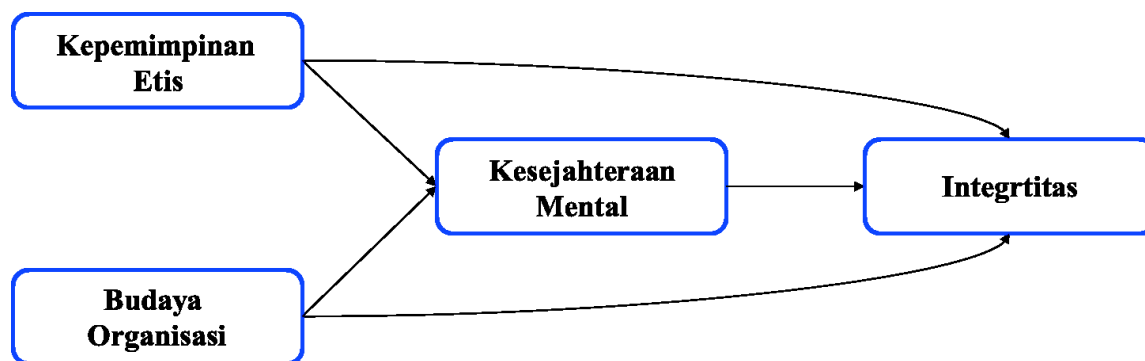 Kepemimpinan
Etis
Kesejahteraan
Mental
Integrtitas
Budaya
Organisasi